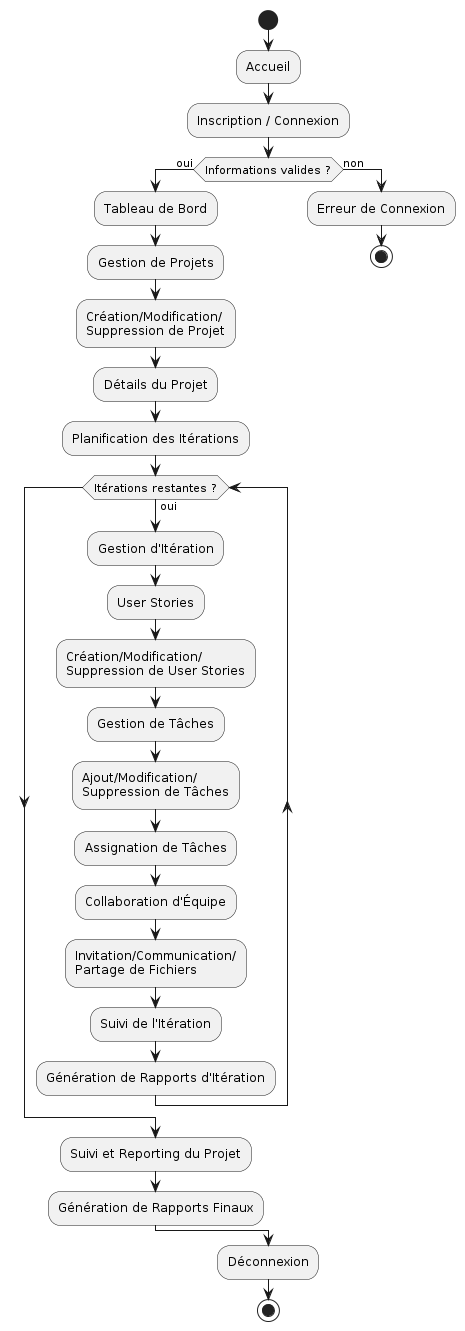 Accueil
Inscription / Connexion
Informations valides ?
oui
non
Tableau de Bord
Erreur de Connexion
Gestion de Projets
Création/Modification/
Suppression de Projet
Détails du Projet
Planification des Itérations
Itérations restantes ?
oui
Gestion d'Itération
User Stories
Création/Modification/
Suppression de User Stories
Gestion de Tâches
Ajout/Modification/
Suppression de Tâches
Assignation de Tâches
Collaboration d'Équipe
Invitation/Communication/
Partage de Fichiers
Suivi de l'Itération
Génération de Rapports d'Itération
Suivi et Reporting du Projet
Génération de Rapports Finaux
Déconnexion